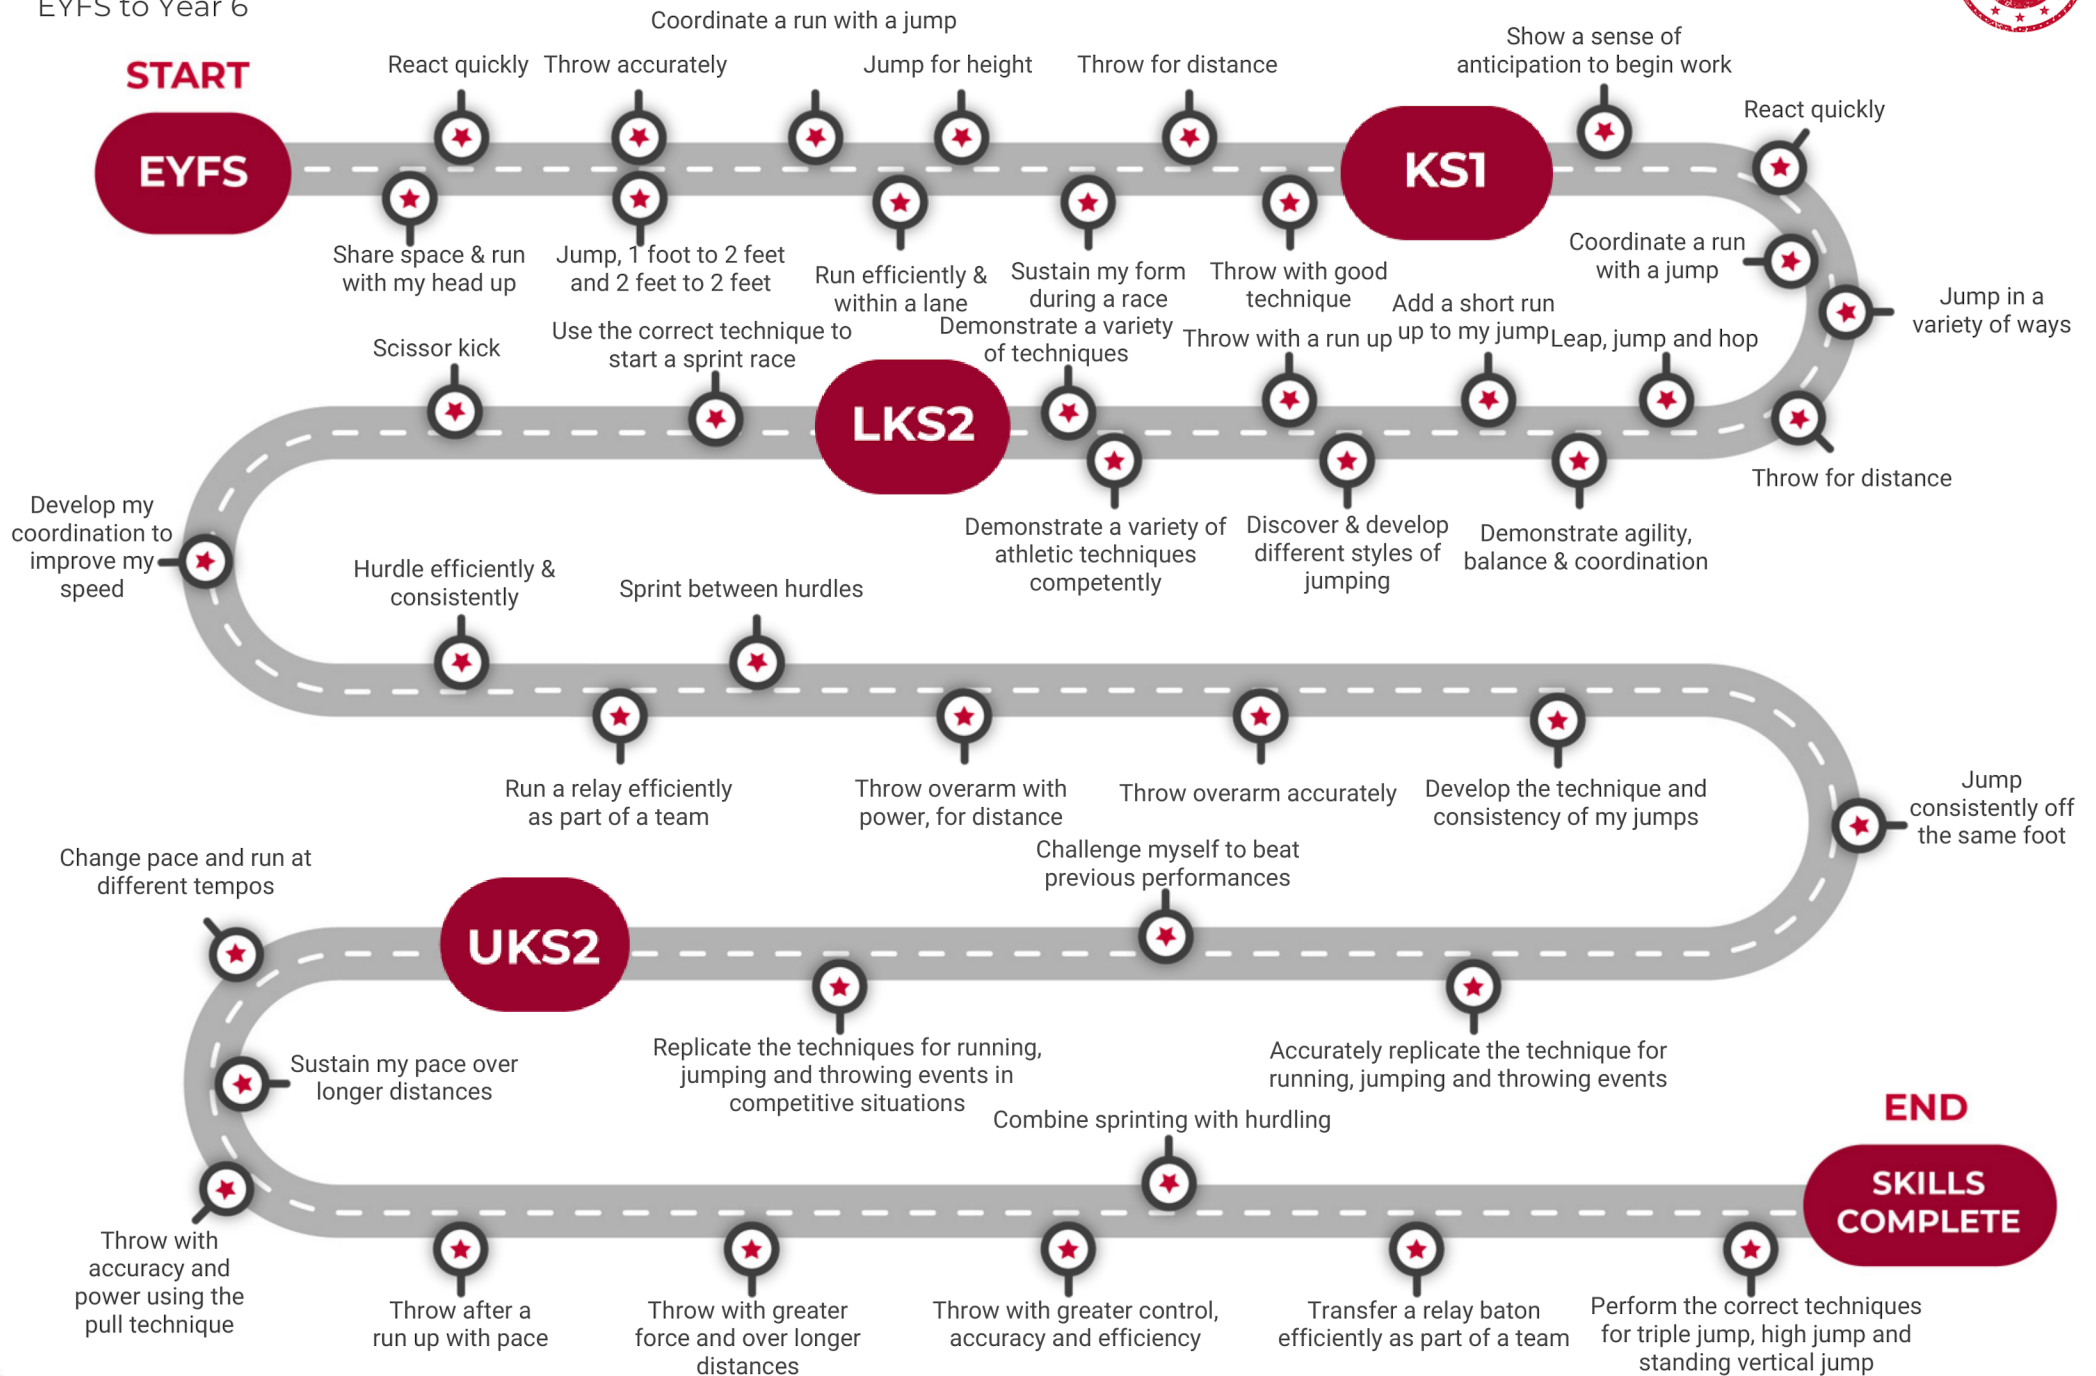 EYFS to Year 6
START
EYFS
React quickly
Throw accurately
Coordinate a run with a jump
Jump for height
Throw for distance
Share space & run
with my head up
Jump, 1 foot to 2 feet
and 2 feet to 2 feet
Run efficiently &
within a lane
Sustain my form
during a race
Throw with good
technique
KS1
Show a sense of
anticipation to begin work
React quickly
Coordinate a run
with a jump
Jump in a
variety of ways
Throw for distance
Leap, jump and hop
Demonstrate agility,
balance & coordination
Add a short run
up to my jump
Discover & develop
different styles of
jumping
Throw with a run up
Demonstrate a variety of
athletic techniques
competently
Demonstrate a variety
of techniques
LKS2
Use the correct technique to
start a sprint race
Scissor kick
Develop my
coordination to
improve my
speed
Hurdle efficiently &
consistently
Run a relay efficiently
as part of a team
Sprint between hurdles
Throw overarm with
power, for distance
Throw overarm accurately
Develop the technique and
consistency of my jumps
Jump
consistently off
the same foot
Accurately replicate the technique for
running, jumping and throwing events
Challenge myself to beat
previous performances
Replicate the techniques for running,
jumping and throwing events in
competitive situations
UKS2
Change pace and run at
different tempos
Sustain my pace over
longer distances
Throw with
accuracy and
power using the
pull technique
Throw after a
run up with pace
Throw with greater
force and over longer
distances
Throw with greater control,
accuracy and efficiency
Combine sprinting with hurdling
Transfer a relay baton
efficiently as part of a team
Perform the correct techniques
for triple jump, high jump and
standing vertical jump
END
SKILLS
COMPLETE